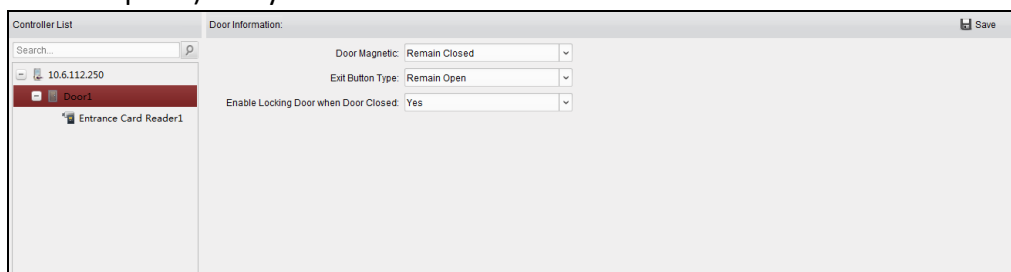 Controller List
Door Information:
Save
Search...
Door Magnetic: Remain Closed
10.6.112.250
Exit Button Type: Remain Open
Door1
Enable Locking Door when Door Closed: Yes
Entrance Card Reader1